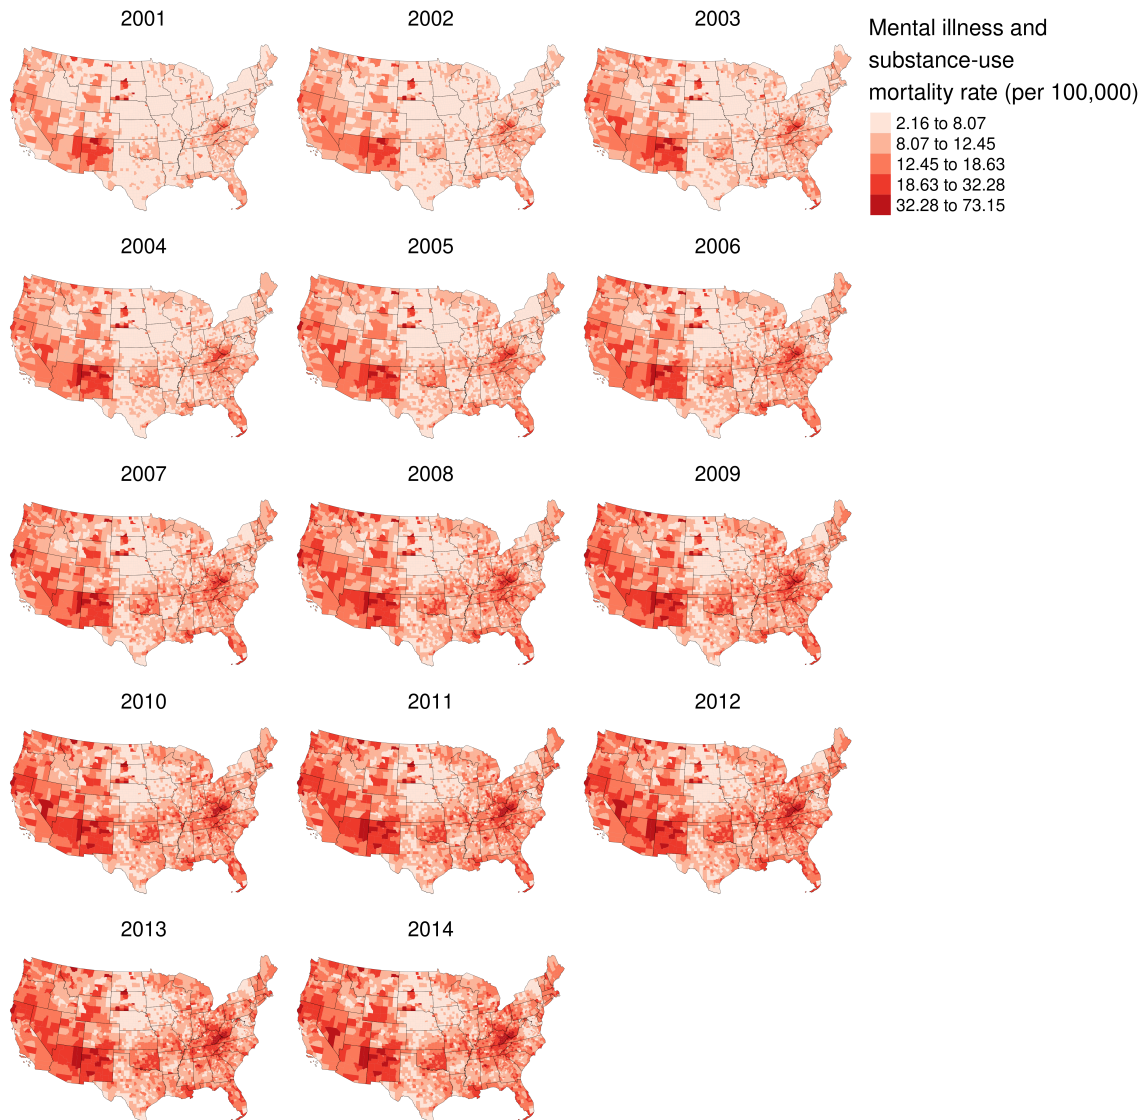 2001
2002
2003
Mental illness and
substance-use
mortality rate (per 100,000)
2.16 to 8.07
8.07 to 12.45
12.45 to 18.63
18.63 to 32.28
32.28 to 73.15
2004
2005
2006
2007
2008
2009
2010
2011
2012
2013
2014